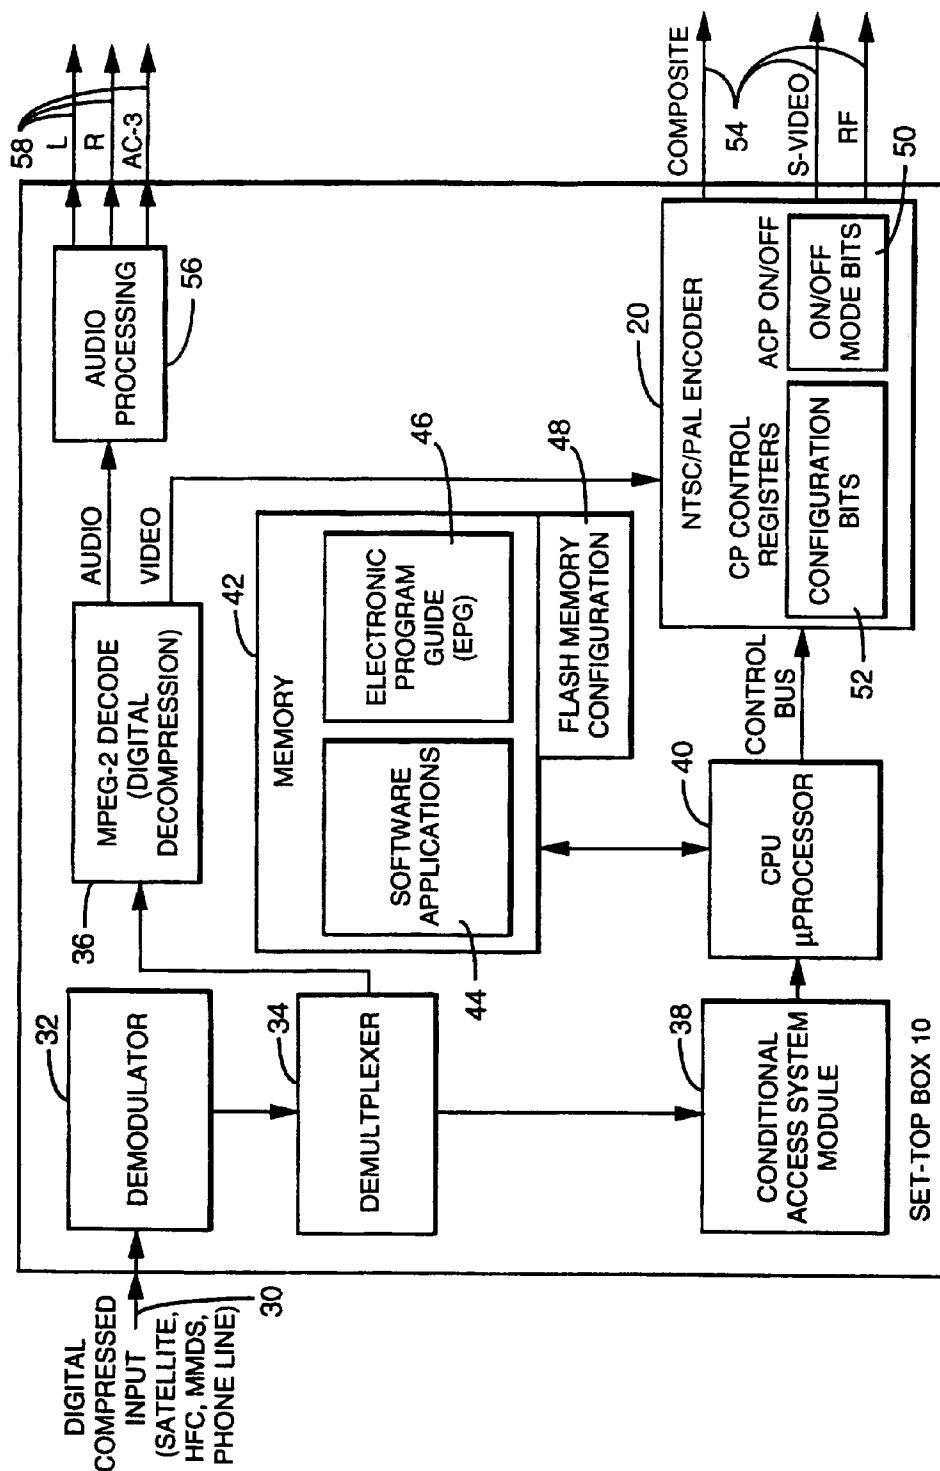 DIGITAL
COMPRESSED
INPUT
(SATELLITE,
HFC, MMDS,
PHONE LINE)
30
32
DEMODULATOR
34
DEMULTPLEXER
36
MPEG-2 DECODE
(DIGITAL
DECOMPRESSION)
AUDIO
VIDEO
AUDIO
PROCESSING
56
58
L
R
AC-3
42
MEMORY
SOFTWARE
APPLICATIONS
44
ELECTRONIC
PROGRAM
GUIDE
(EPG)
46
FLASH MEMORY
CONFIGURATION
48
38
CONDITIONAL
ACCESS SYSTEM
MODULE
40
CPU
µPROCESSOR
CONTROL
BUS
20
NTSC/PAL ENCODER
CP CONTROL
REGISTERS
ACP ON/OFF
CONFIGURATION
BITS
52
ON/OFF
MODE BITS
50
COMPOSITE
54
S-VIDEO
RF
SET-TOP BOX 10